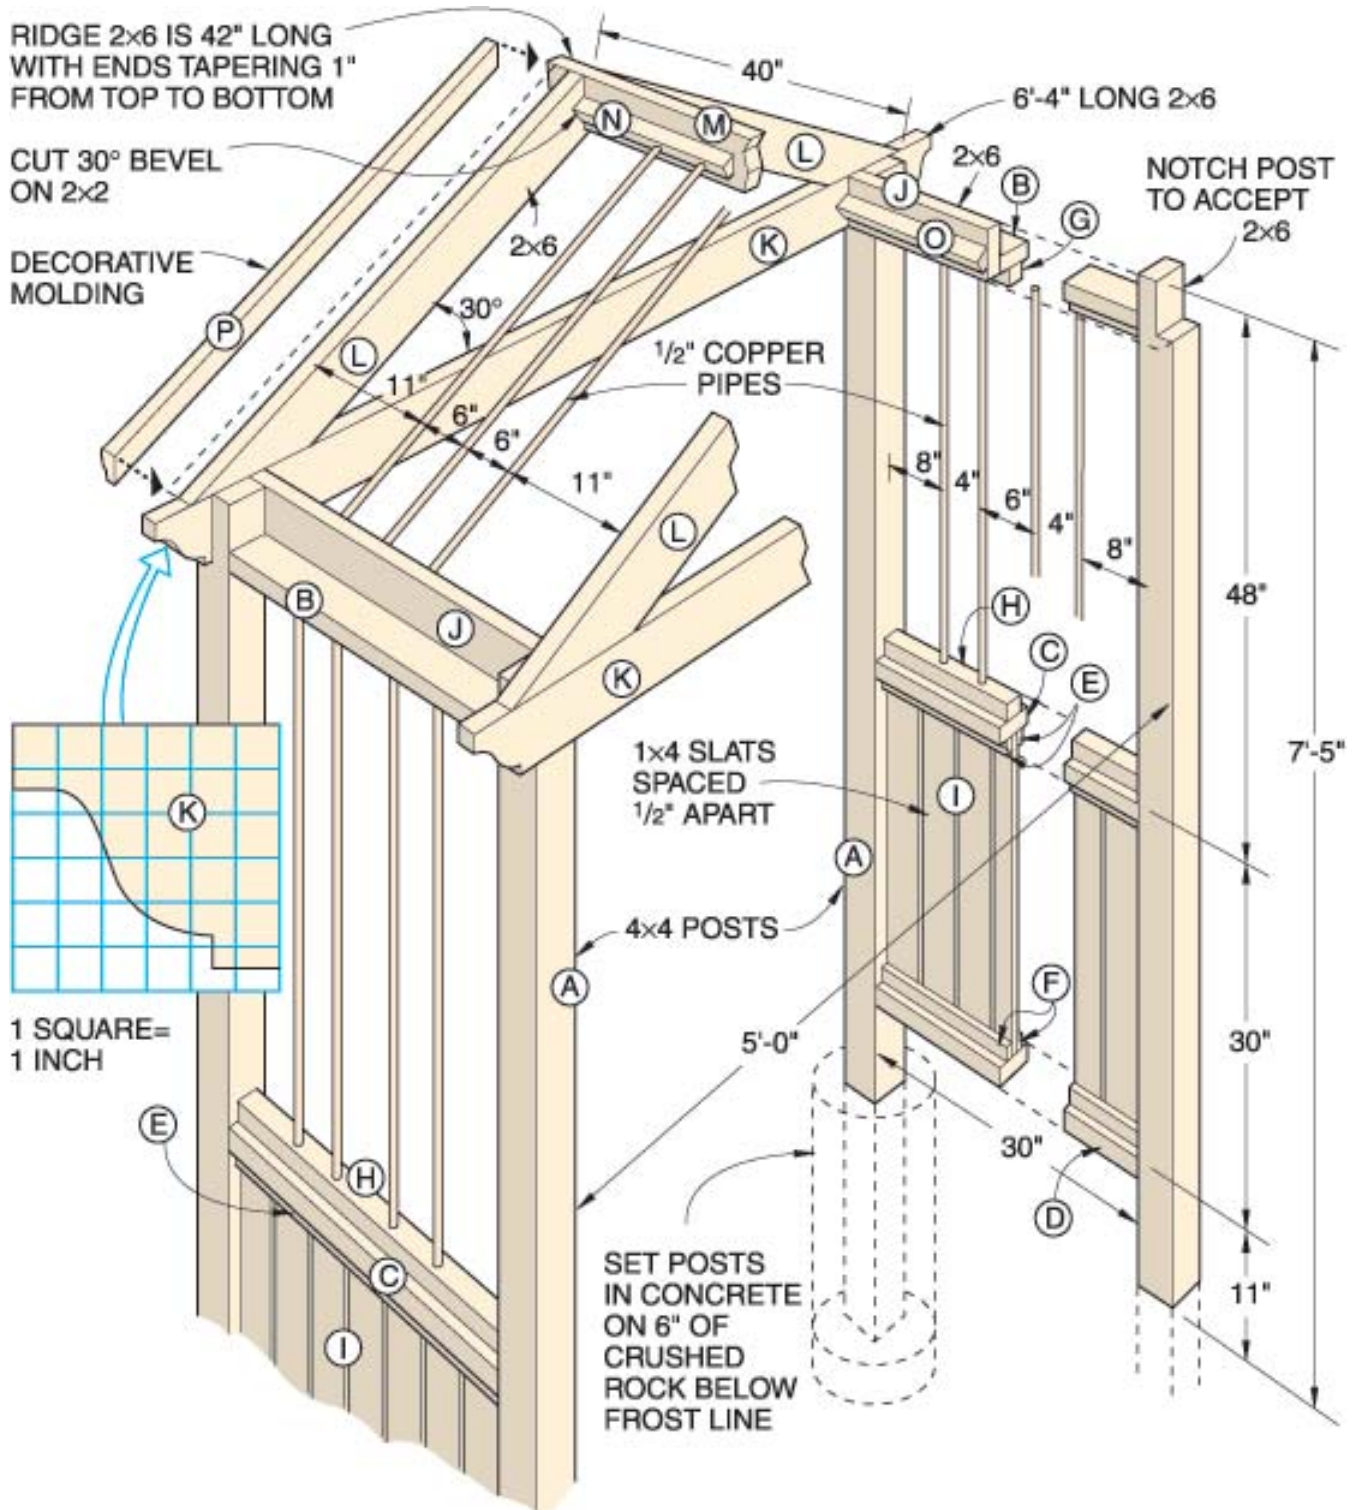 RIDGE 2×6 IS 42" LONG
WITH ENDS TAPERING 1"
FROM TOP TO BOTTOM
40"
6'-4" LONG 2×6
CUT 30° BEVEL
ON 2×2
N
M
L
2×6
J
B
G
NOTCH POST
TO ACCEPT
2×6
DECORATIVE
MOLDING
P
2×6
K
O
30°
L
1/2" COPPER
PIPES
11"
6"
6"
11"
8"
4"
6"
4"
8"
L
B
J
K
H
C
E
48"
7'-5"
1×4 SLATS
SPACED
1/2" APART
I
A
K
4×4 POSTS
A
F
1 SQUARE=
1 INCH
5'-0"
30"
E
H
30"
D
C
I
SET POSTS
IN CONCRETE
ON 6" OF
CRUSHED
ROCK BELOW
FROST LINE
11"